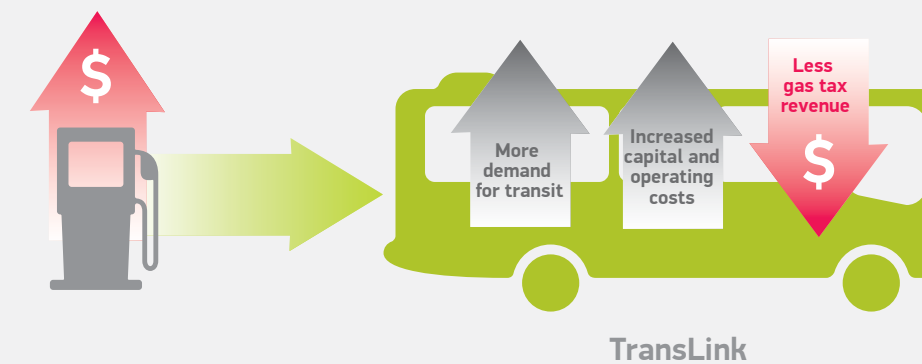 $
More
demand
for transit
Increased
capital and
operating
costs
Less
gas tax
revenue
$
TransLink